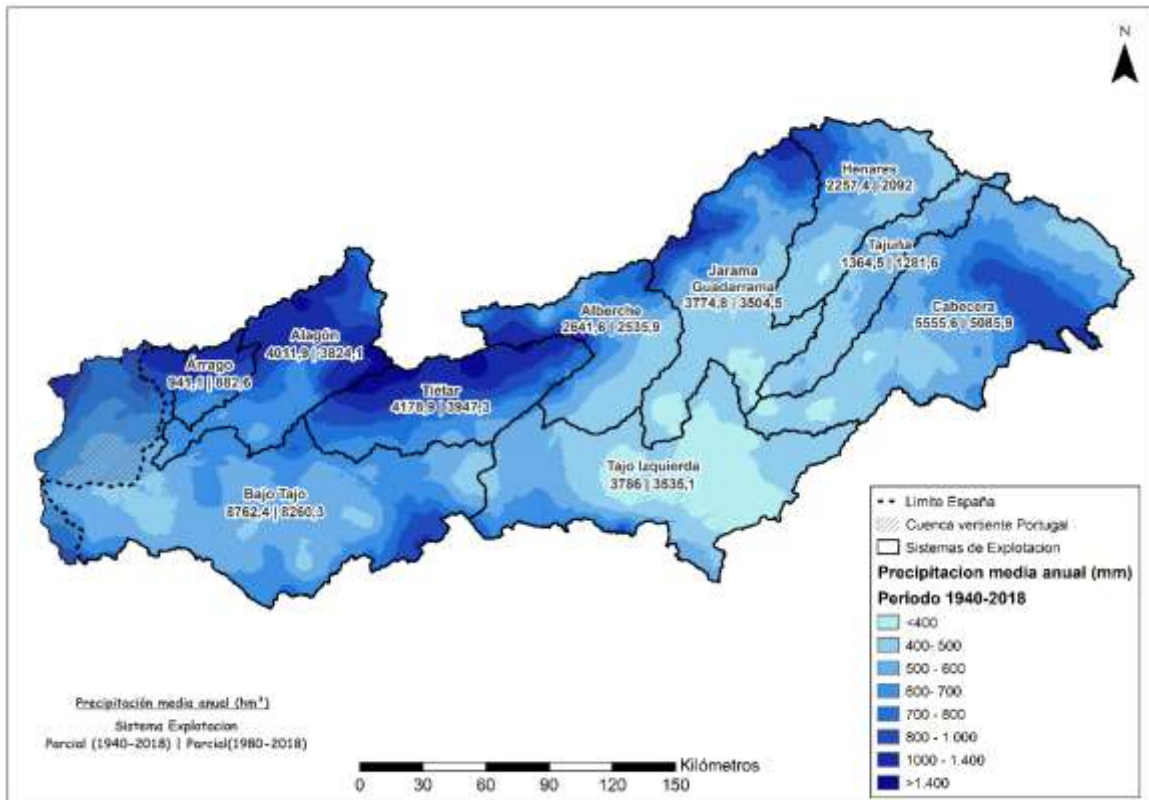 N
Henares
2257,4 | 2092
Tajuña
1364,5 | 1281,6
Jarama
Guadarrama
3774,8 | 3504,5
Cabecera
5555,6 | 5085,9
Alberche
2641,6 | 2535,9
Alagón
4011,9 | 3824,1
Árrago
941,1 | 882,6
Tiétar
4178,9 | 3947,3
Tajo Izquierda
3786 | 3535,1
Bajo Tajo
8762,4 | 8260,3
Limite España
Cuenca vertiente Portugal
Sistemas de Explotacion
Precipitacion media anual (mm)
Periodo 1940-2018
<400
400- 500
500 - 600
600- 700
700 - 800
800 - 1 000
1000 - 1.400
>1.400
Precipitación media anual (hm³)
Sistema Explotacion
Parcial (1940-2018) | Parcial(1980-2018)
Kilómetros
0 30 60 90 120 150